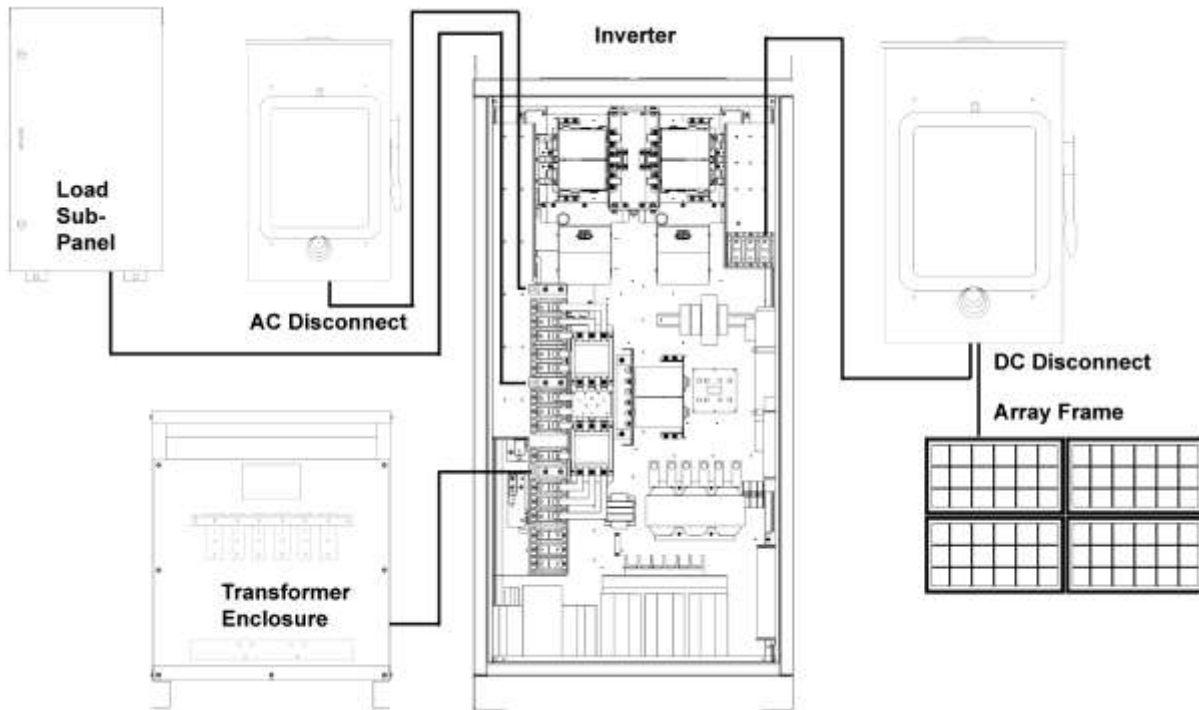 Inverter
Load
Sub-
Panel
AC Disconnect
DC Disconnect
Array Frame
Transformer
Enclosure